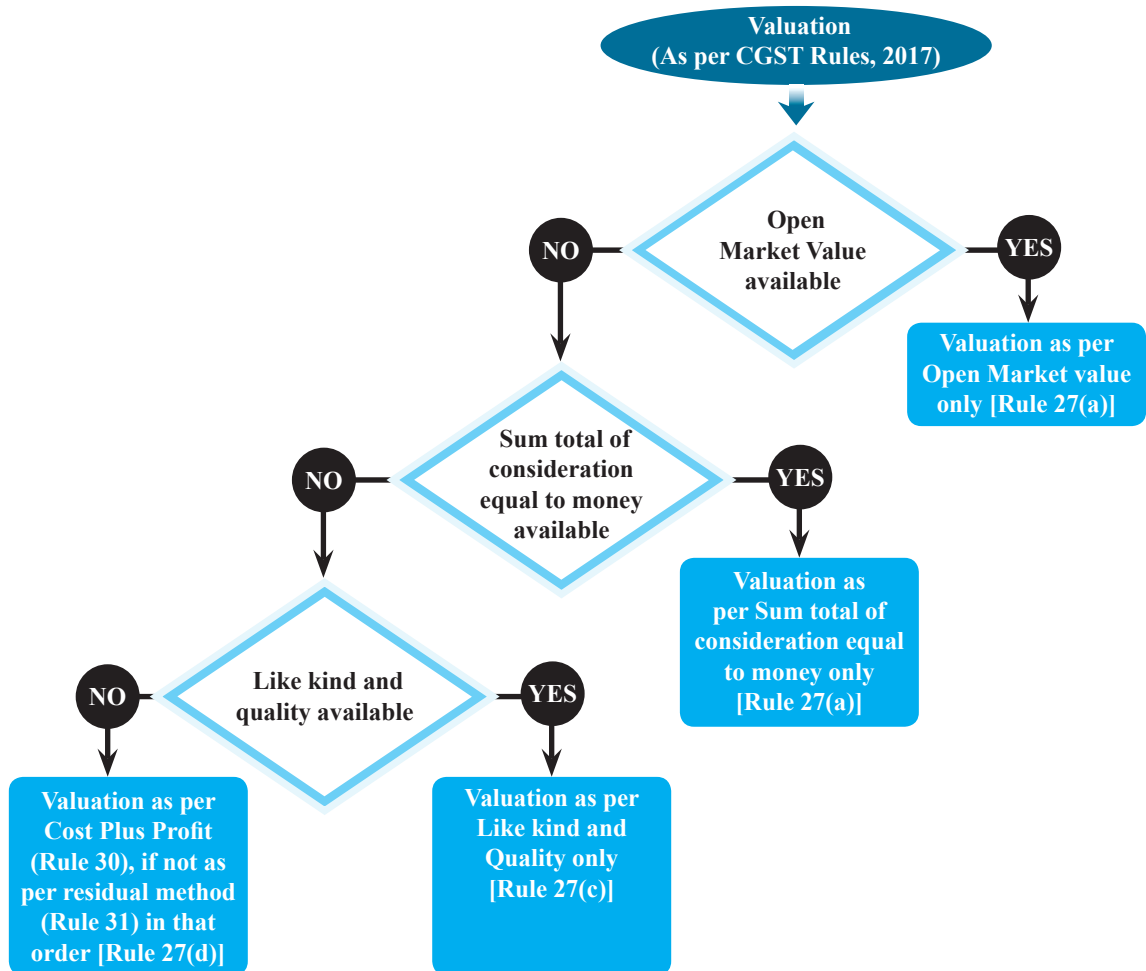 Valuation
(As per CGST Rules, 2017)
Open
Market Value
available
NO
YES
Valuation as per
Open Market value
only [Rule 27(a)]
Sum total of
consideration
equal to money
available
NO
YES
Valuation as
per Sum total of
consideration equal
to money only
[Rule 27(a)]
Like kind and
quality available
NO
YES
Valuation as per
Cost Plus Profit
(Rule 30), if not as
per residual method
(Rule 31) in that
order [Rule 27(d)]
Valuation as per
Like kind and
Quality only
[Rule 27(c)]